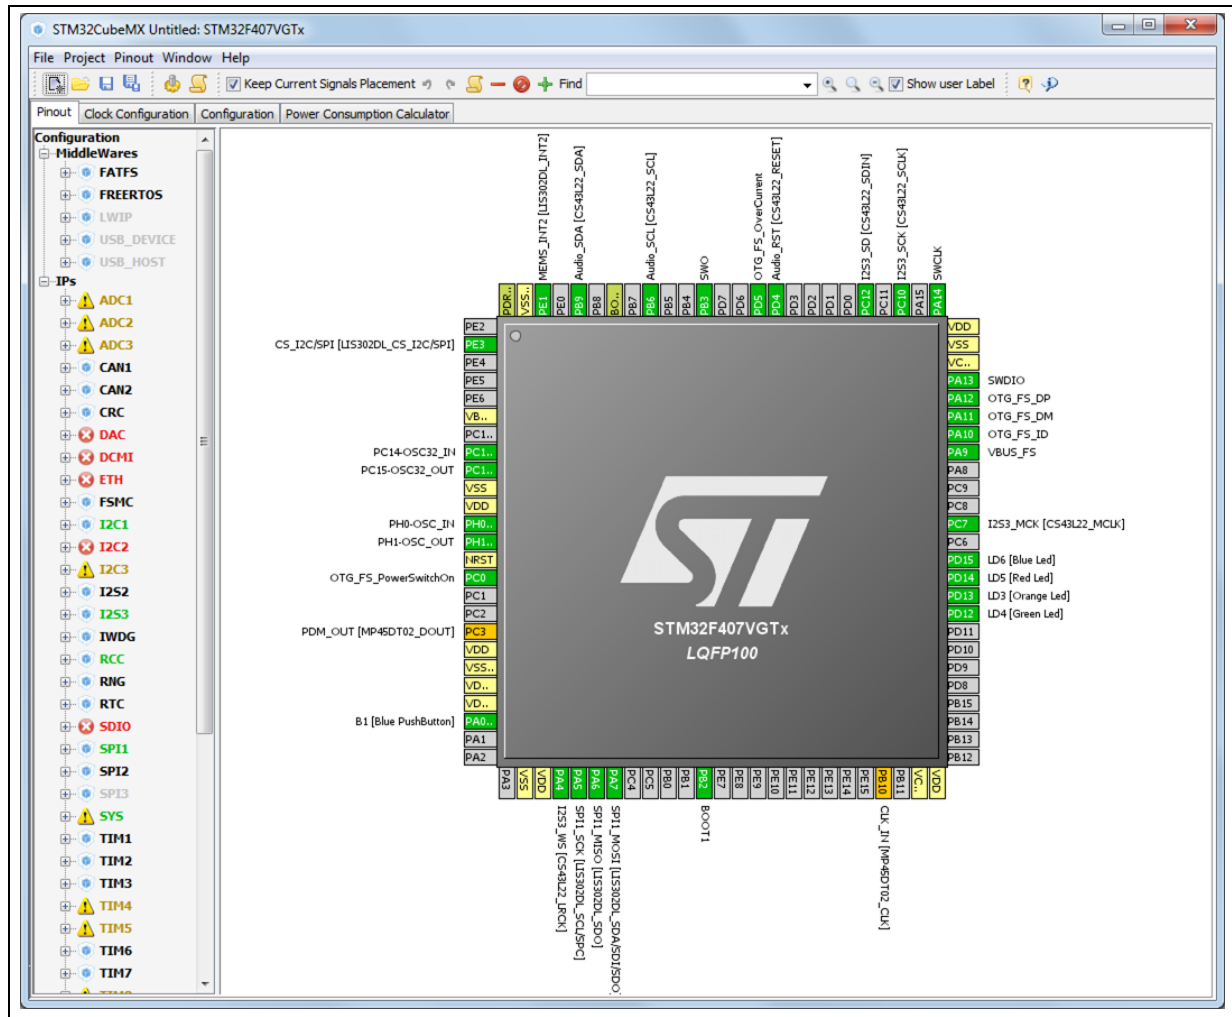 STM32CubeMX Untitled: STM32F407VGTx
File Project Pinout Window Help
Keep Current Signals Placement Find Show user Label
Pinout Clock Configuration Configuration Power Consumption Calculator
Configuration
MiddleWares
FATFS
FREERTOS
LWIP
USB_DEVICE
USB_HOST
IPs
ADC1
ADC2
ADC3
CAN1
CAN2
CRC
DAC
DCMI
ETH
FSMC
I2C1
I2C2
I2C3
I2S2
I2S3
IWDG
RCC
RNG
RTC
SDIO
SPI1
SPI2
SPI3
SYS
TIM1
TIM2
TIM3
TIM4
TIM5
TIM6
TIM7
MEMS_INT2 [LIS302DL_INT2]
Audio_SDA [CS43L22_SDA]
Audio_SCL [CS43L22_SCL]
SWO
OTG_FS_OverCurrent
Audio_RST [CS43L22_RESET]
I2S3_SD [CS43L22_SDIN]
I2S3_SCK [CS43L22_SCLK]
SWCLK
PDR..
VSS..
PE1
PE0
PB9
PB8
BO..
PB7
PB6
PB5
PB4
PB3
PD7
PD6
PD5
PD4
PD3
PD2
PD1
PD0
PC12
PC11
PC10
PA15
PA14
PE2
CS_I2C/SPI [LIS302DL_CS_I2C/SPI] PE3
PE4
PE5
PE6
VB..
PC1..
PC14-OSC32_IN PC1..
PC15-OSC32_OUT PC1..
VSS
VDD
PH0-OSC_IN PH0..
PH1-OSC_OUT PH1..
NRST
OTG_FS_PowerSwitchOn PC0
PC1
PC2
PDM_OUT [MP45DT02_DOUT] PC3
VDD
VSS..
VD..
VD..
B1 [Blue PushButton] PA0..
PA1
PA2
STM32F407VGTx
LQFP100
VDD
VSS
VC..
PA13 SWDIO
PA12 OTG_FS_DP
PA11 OTG_FS_DM
PA10 OTG_FS_ID
PA9 VBUS_FS
PA8
PC9
PC8
PC7 I2S3_MCK [CS43L22_MCLK]
PC6
PD15 LD6 [Blue Led]
PD14 LD5 [Red Led]
PD13 LD3 [Orange Led]
PD12 LD4 [Green Led]
PD11
PD10
PD9
PD8
PB15
PB14
PB13
PB12
PA3
VSS
VDD
PA4
PA5
PA6
PA7
PC4
PC5
PB0
PB1
PB2
PE7
PE8
PE9
PE10
PE11
PE12
PE13
PE14
PE15
PB10
PB11
VC..
VDD
I2S3_WS [CS43L22_LRCK]
SPI1_SCK [LIS302DL_SCL/SPC]
SPI1_MISO [LIS302DL_SDO]
SPI1_MOSI [LIS302DL_SDA/SDI/SDO]
BOOT1
CLK_IN [MP45DT02_CLK]